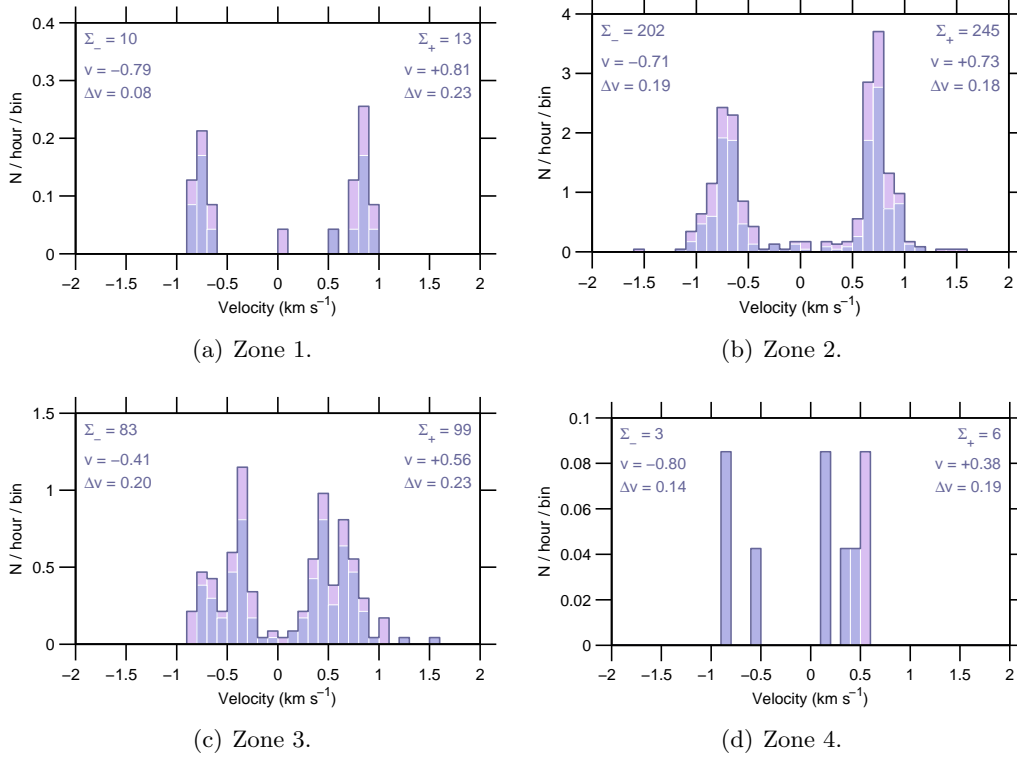 Σ− = 10
Σ+ = 13
v = −0.79
v = +0.81
Δv = 0.08
Δv = 0.23
0.4
0.3
0.2
0.1
0
N / hour / bin
−2 −1.5 −1 −0.5 0 0.5 1 1.5 2
Velocity (km s−1)
(a) Zone 1.
Σ− = 202
Σ+ = 245
v = −0.71
v = +0.73
Δv = 0.19
Δv = 0.18
4
3
2
1
0
N / hour / bin
−2 −1.5 −1 −0.5 0 0.5 1 1.5 2
Velocity (km s−1)
(b) Zone 2.
Σ− = 83
Σ+ = 99
v = −0.41
v = +0.56
Δv = 0.20
Δv = 0.23
1.5
1
0.5
0
N / hour / bin
−2 −1.5 −1 −0.5 0 0.5 1 1.5 2
Velocity (km s−1)
(c) Zone 3.
Σ− = 3
Σ+ = 6
v = −0.80
v = +0.38
Δv = 0.14
Δv = 0.19
0.1
0.08
0.06
0.04
0.02
0
N / hour / bin
−2 −1.5 −1 −0.5 0 0.5 1 1.5 2
Velocity (km s−1)
(d) Zone 4.